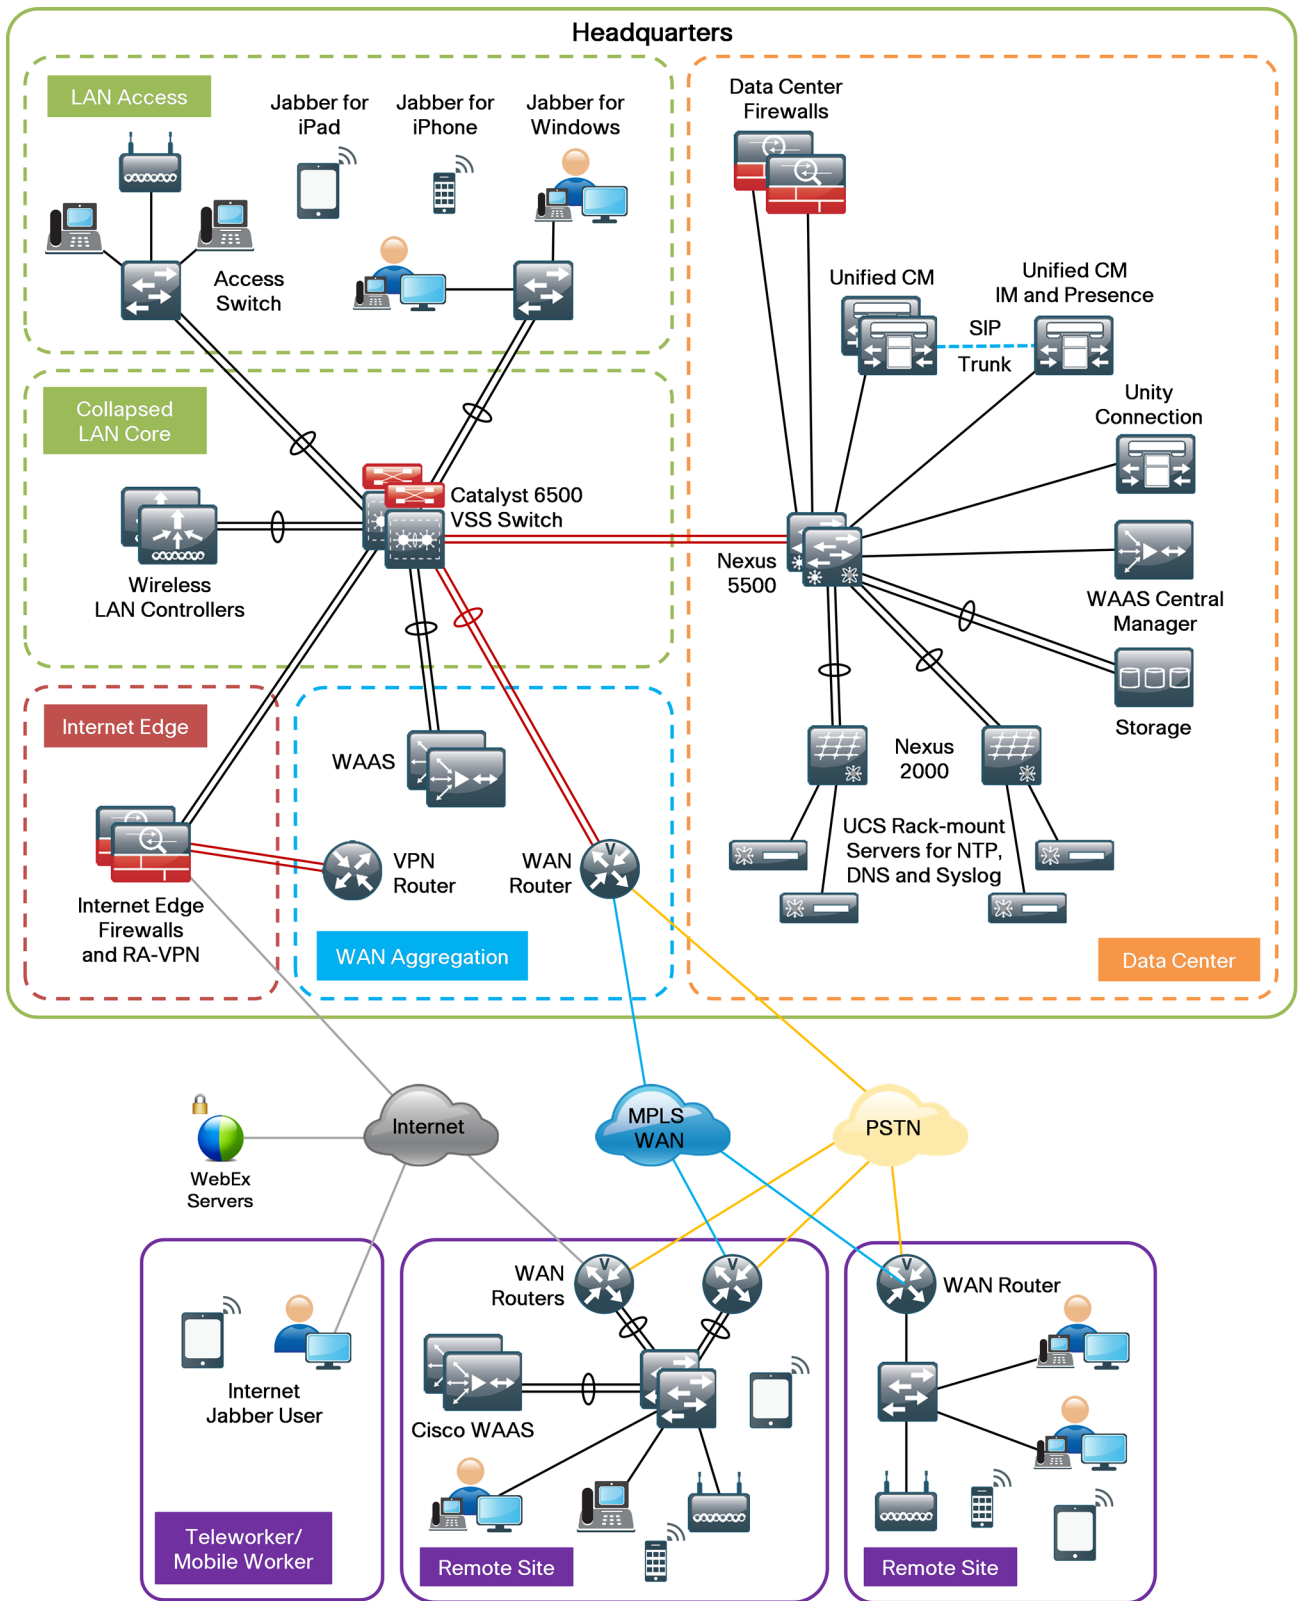 Headquarters
LAN Access
Jabber for
iPad
Jabber for
iPhone
Jabber for
Windows
Access
Switch
Data Center
Firewalls
Unified CM
Unified CM
IM and Presence
SIP
Trunk
Unity
Connection
Collapsed
LAN Core
Catalyst 6500
VSS Switch
Wireless
LAN Controllers
Nexus
5500
WAAS Central
Manager
Storage
Internet Edge
WAAS
Nexus
2000
VPN
Router
WAN
Router
UCS Rack-mount
Servers for NTP,
DNS and Syslog
Internet Edge
Firewalls
and RA-VPN
WAN Aggregation
Data Center
V
WebEx
Servers
Internet
MPLS
WAN
PSTN
Internet
Jabber User
Teleworker/
Mobile Worker
WAN
Routers
V
V
Cisco WAAS
Remote Site
V
WAN Router
Remote Site